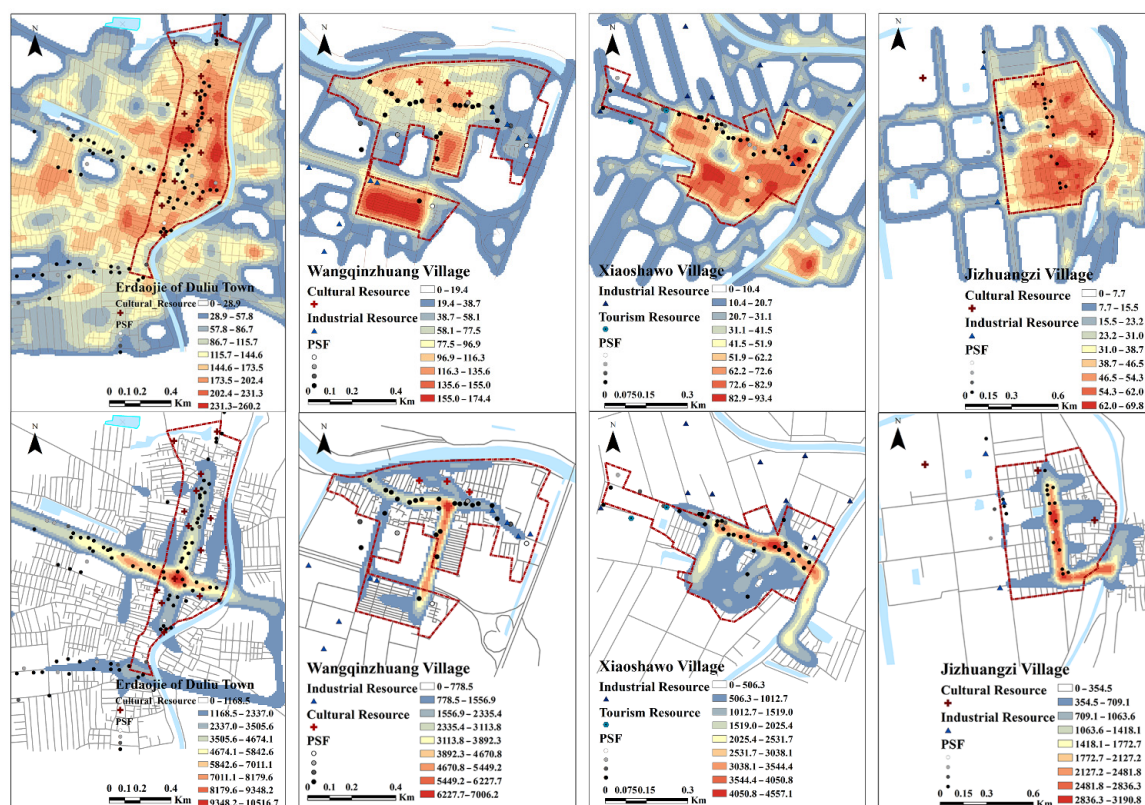 N
Erdaojie of Duliu Town
Cultural_Resource
PSF
0 – 28.9
28.9 – 57.8
57.8 – 86.7
86.7 – 115.7
115.7 – 144.6
144.6 – 173.5
173.5 – 202.4
202.4 – 231.3
231.3 – 260.2
0 0.1 0.2 0.4
Km
N
Wangqinzhuang Village
Cultural Resource
Industrial Resource
PSF
0 – 19.4
19.4 – 38.7
38.7 – 58.1
58.1 – 77.5
77.5 – 96.9
96.9 – 116.3
116.3 – 135.6
135.6 – 155.0
155.0 – 174.4
0 0.1 0.2 0.4
Km
N
Xiaoshawo Village
Industrial Resource
Tourism Resource
PSF
0 – 10.4
10.4 – 20.7
20.7 – 31.1
31.1 – 41.5
41.5 – 51.9
51.9 – 62.2
62.2 – 72.6
72.6 – 82.9
82.9 – 93.4
0 0.0750.15 0.3
Km
N
Jizhuangzi Village
Cultural Resource
Industrial Resource
PSF
0 – 7.7
7.7 – 15.5
15.5 – 23.2
23.2 – 31.0
31.0 – 38.7
38.7 – 46.5
46.5 – 54.3
54.3 – 62.0
62.0 – 69.8
0 0.15 0.3 0.6
Km
N
Erdaojie of Duliu Town
Cultural_Resource
PSF
0 – 1168.5
1168.5 – 2337.0
2337.0 – 3505.6
3505.6 – 4674.1
4674.1 – 5842.6
5842.6 – 7011.1
7011.1 – 8179.6
8179.6 – 9348.2
9348.2 – 10516.7
0 0.1 0.2 0.4
Km
N
Wangqinzhuang Village
Industrial Resource
Cultural Resource
PSF
0 – 778.5
778.5 – 1556.9
1556.9 – 2335.4
2335.4 – 3113.8
3113.8 – 3892.3
3892.3 – 4670.8
4670.8 – 5449.2
5449.2 – 6227.7
6227.7 – 7006.2
0 0.1 0.2 0.4
Km
N
Xiaoshawo Village
Industrial Resource
Tourism Resource
PSF
0 – 506.3
506.3 – 1012.7
1012.7 – 1519.0
1519.0 – 2025.4
2025.4 – 2531.7
2531.7 – 3038.1
3038.1 – 3544.4
3544.4 – 4050.8
4050.8 – 4557.1
0 0.0750.15 0.3
Km
N
Jizhuangzi Village
Cultural Resource
Industrial Resource
PSF
0 – 354.5
354.5 – 709.1
709.1 – 1063.6
1063.6 – 1418.1
1418.1 – 1772.7
1772.7 – 2127.2
2127.2 – 2481.8
2481.8 – 2836.3
2836.3 – 3190.8
0 0.15 0.3 0.6
Km